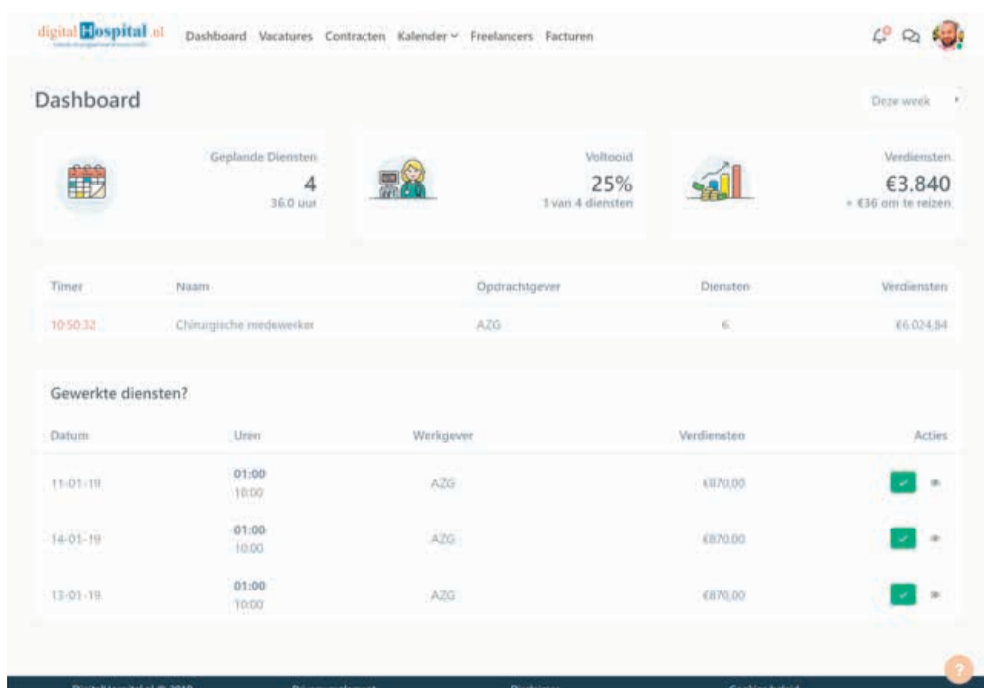 digital Hospital.nl
Dashboard Vacatures Contracten Kalender Freelancers Facturen
Dashboard
Deze week
Geplande Diensten
4
36.0 uur
Voltooid
25%
1 van 4 diensten
Verdiensten
€3.840
+ €36 om te reizen
Timer Naam Opdrachtgever Diensten Verdiensten
10:50:32 Chirurgische medewerker AZG 6 €6.024,84
Gewerkte diensten?
Datum Uren Werkgever Verdiensten Acties
01:00
11-01-19 AZG €870,00
10:00
01:00
14-01-19 AZG €870,00
10:00
01:00
13-01-19 AZG €870,00
10:00
?